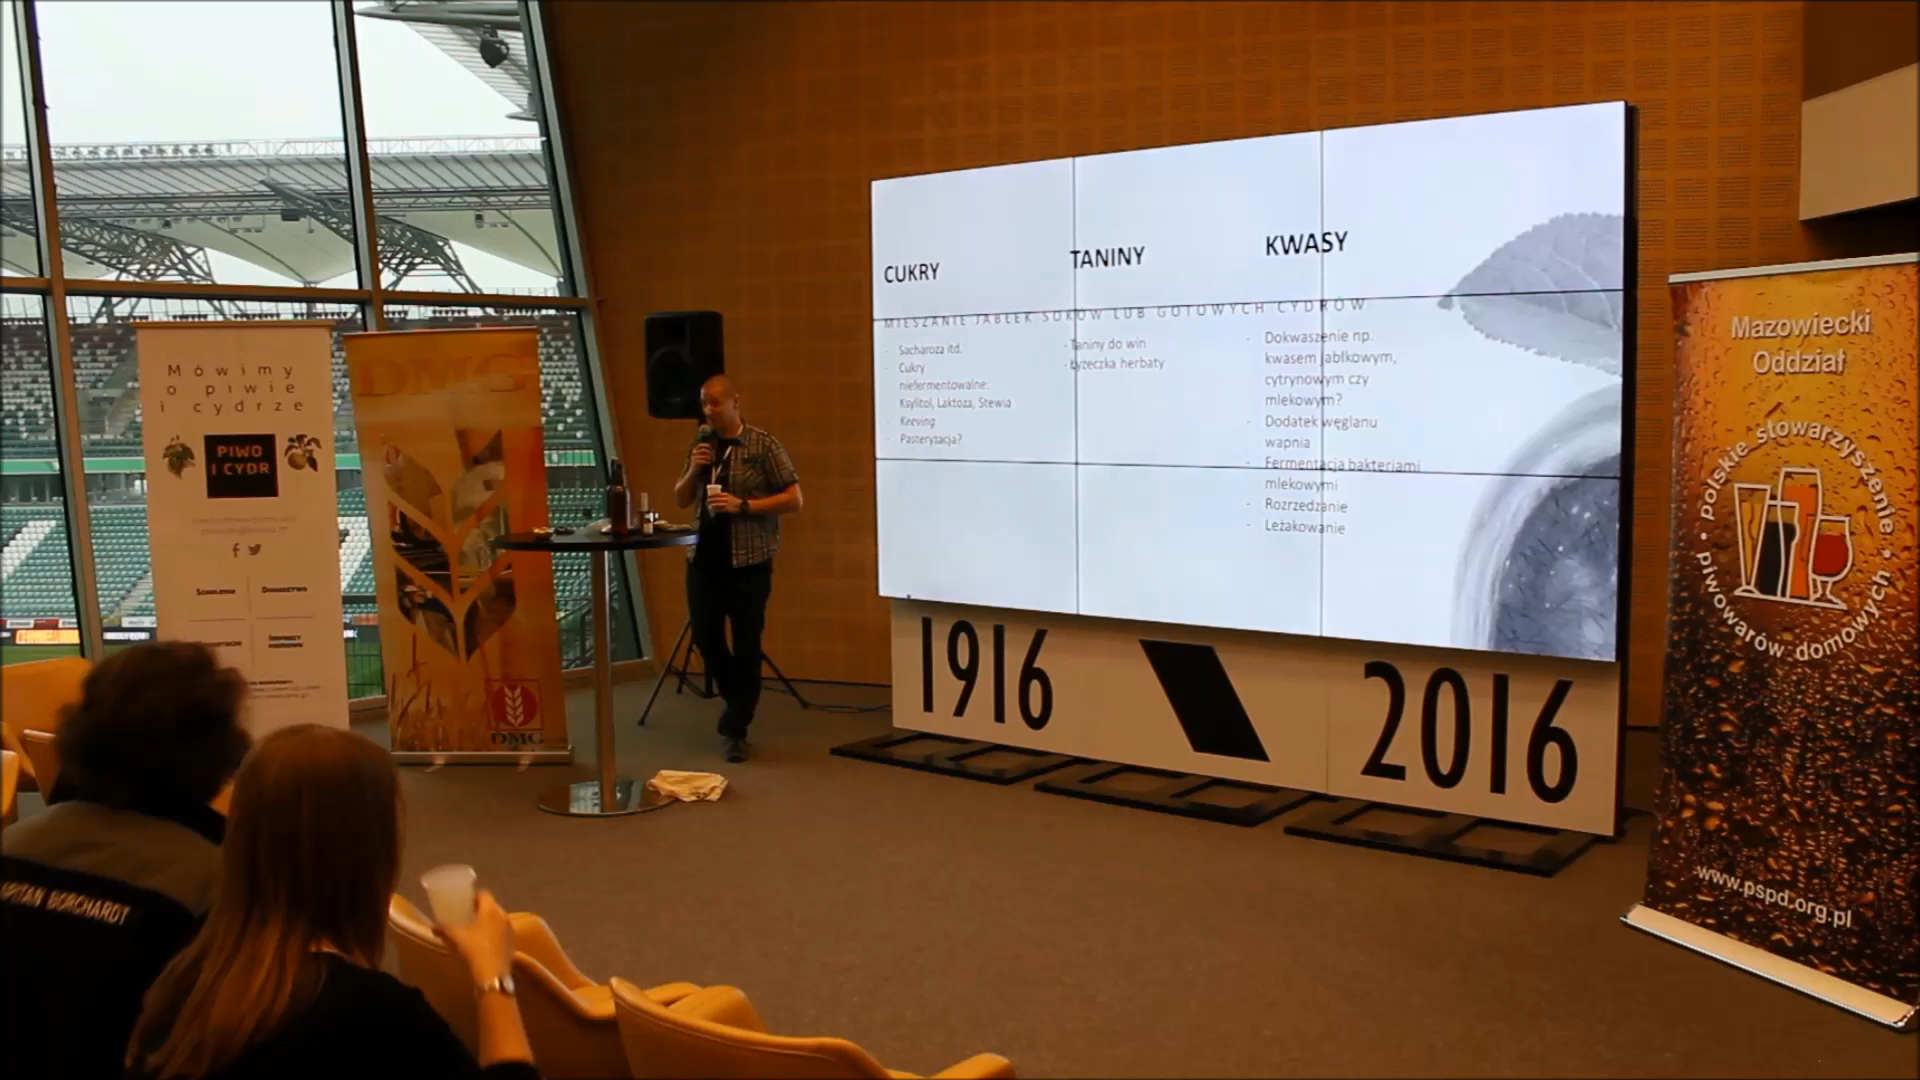 Mówimy
o piwie
i cydrze
PIWO
I CYDR
Szkolenia
Doradztwo
DMG
DMG
CUKRY
TANINY
KWASY
MIESZANIE JABŁEK SOKÓW LUB GOTOWYCH CYDRÓW
- Sacharoza itd.
- Cukry
niefermentowalne:
Ksylitol, Laktoza, Stewia
- Keeving
- Pasteryzacja?
- Taniny do win
- Łyżeczka herbaty
- Dokwaszenie np.
kwasem jabłkowym,
cytrynowym czy
mlekowym?
- Dodatek węglanu
wapnia
- Fermentacja bakteriami
mlekowymi
- Rozrzedzanie
- Leżakowanie
1916
2016
Mazowiecki
Oddział
polskie stowarzyszenie
• piwowarów domowych •
www.pspd.org.pl
BORCHARDT